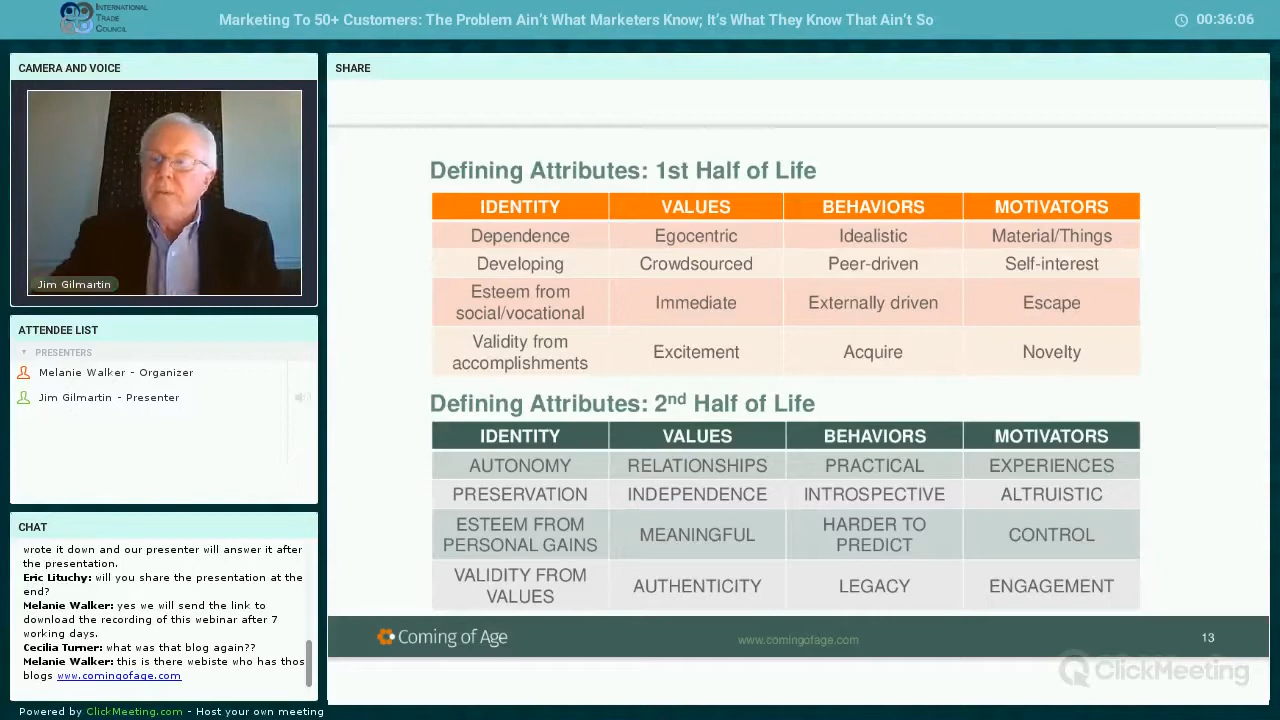 INTERNATIONAL
TRADE
COUNCIL
Marketing To 50+ Customers: The Problem Ain't What Marketers Know; It's What They Know That Ain't So
00:36:06
CAMERA AND VOICE
Jim Gilmartin
ATTENDEE LIST
PRESENTERS
Melanie Walker - Organizer
Jim Gilmartin - Presenter
CHAT
wrote it down and our presenter will answer it after
the presentation.
Eric Lituchy: will you share the presentation at the
end?
Melanie Walker: yes we will send the link to
download the recording of this webinar after 7
working days.
Cecilia Turner: what was that blog again??
Melanie Walker: this is there webiste who has thos
blogs www.comingofage.com
Powered by ClickMeeting.com - Host your own meeting
SHARE
Defining Attributes: 1st Half of Life
IDENTITY VALUES BEHAVIORS MOTIVATORS
Dependence Egocentric Idealistic Material/Things
Developing Crowdsourced Peer-driven Self-interest
Esteem from
social/vocational Immediate Externally driven Escape
Validity from
accomplishments Excitement Acquire Novelty
Defining Attributes: 2nd Half of Life
IDENTITY VALUES BEHAVIORS MOTIVATORS
AUTONOMY RELATIONSHIPS PRACTICAL EXPERIENCES
PRESERVATION INDEPENDENCE INTROSPECTIVE ALTRUISTIC
ESTEEM FROM
PERSONAL GAINS MEANINGFUL HARDER TO
PREDICT CONTROL
VALIDITY FROM
VALUES AUTHENTICITY LEGACY ENGAGEMENT
Coming of Age www.comingofage.com 13
ClickMeeting